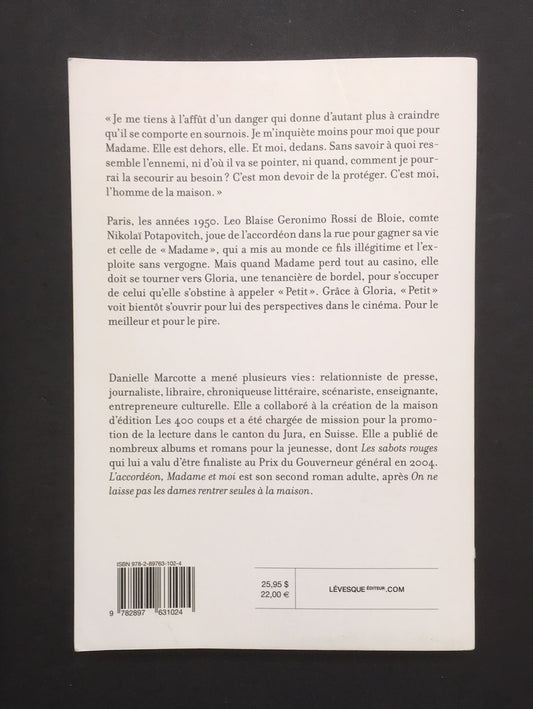 « Je me tiens à l'affût d'un danger qui donne d'autant plus à craindre
qu'il se comporte en sournois. Je m'inquiète moins pour moi que pour
Madame. Elle est dehors, elle. Et moi, dedans. Sans savoir à quoi res-
semble l'ennemi, ni d'où il va se pointer, ni quand, comment je pour-
rai la secourir au besoin ? C'est mon devoir de la protéger. C'est moi,
l'homme de la maison. »
Paris, les années 1950. Leo Blaise Geronimo Rossi de Bloie, comte
Nikolaï Potapovitch, joue de l'accordéon dans la rue pour gagner sa vie
et celle de « Madame », qui a mis au monde ce fils illégitime et l'ex-
ploite sans vergogne. Mais quand Madame perd tout au casino, elle
doit se tourner vers Gloria, une tenancière de bordel, pour s'occuper
de celui qu'elle s'obstine à appeler « Petit ». Grâce à Gloria, « Petit »
voit bientôt s'ouvrir pour lui des perspectives dans le cinéma. Pour le
meilleur et pour le pire.
Danielle Marcotte a mené plusieurs vies : relationniste de presse,
journaliste, libraire, chroniqueuse littéraire, scénariste, enseignante,
entrepreneure culturelle. Elle a collaboré à la création de la maison
d'édition Les 400 coups et a été chargée de mission pour la promo-
tion de la lecture dans le canton du Jura, en Suisse. Elle a publié de
nombreux albums et romans pour la jeunesse, dont Les sabots rouges
qui lui a valu d'être finaliste au Prix du Gouverneur général en 2004.
L'accordéon, Madame et moi est son second roman adulte, après On ne
laisse pas les dames rentrer seules à la maison.
ISBN 978-2-89763-102-4
9 782897 631024
25,95 $
22,00 €
LÉVESQUE ÉDITEUR.COM